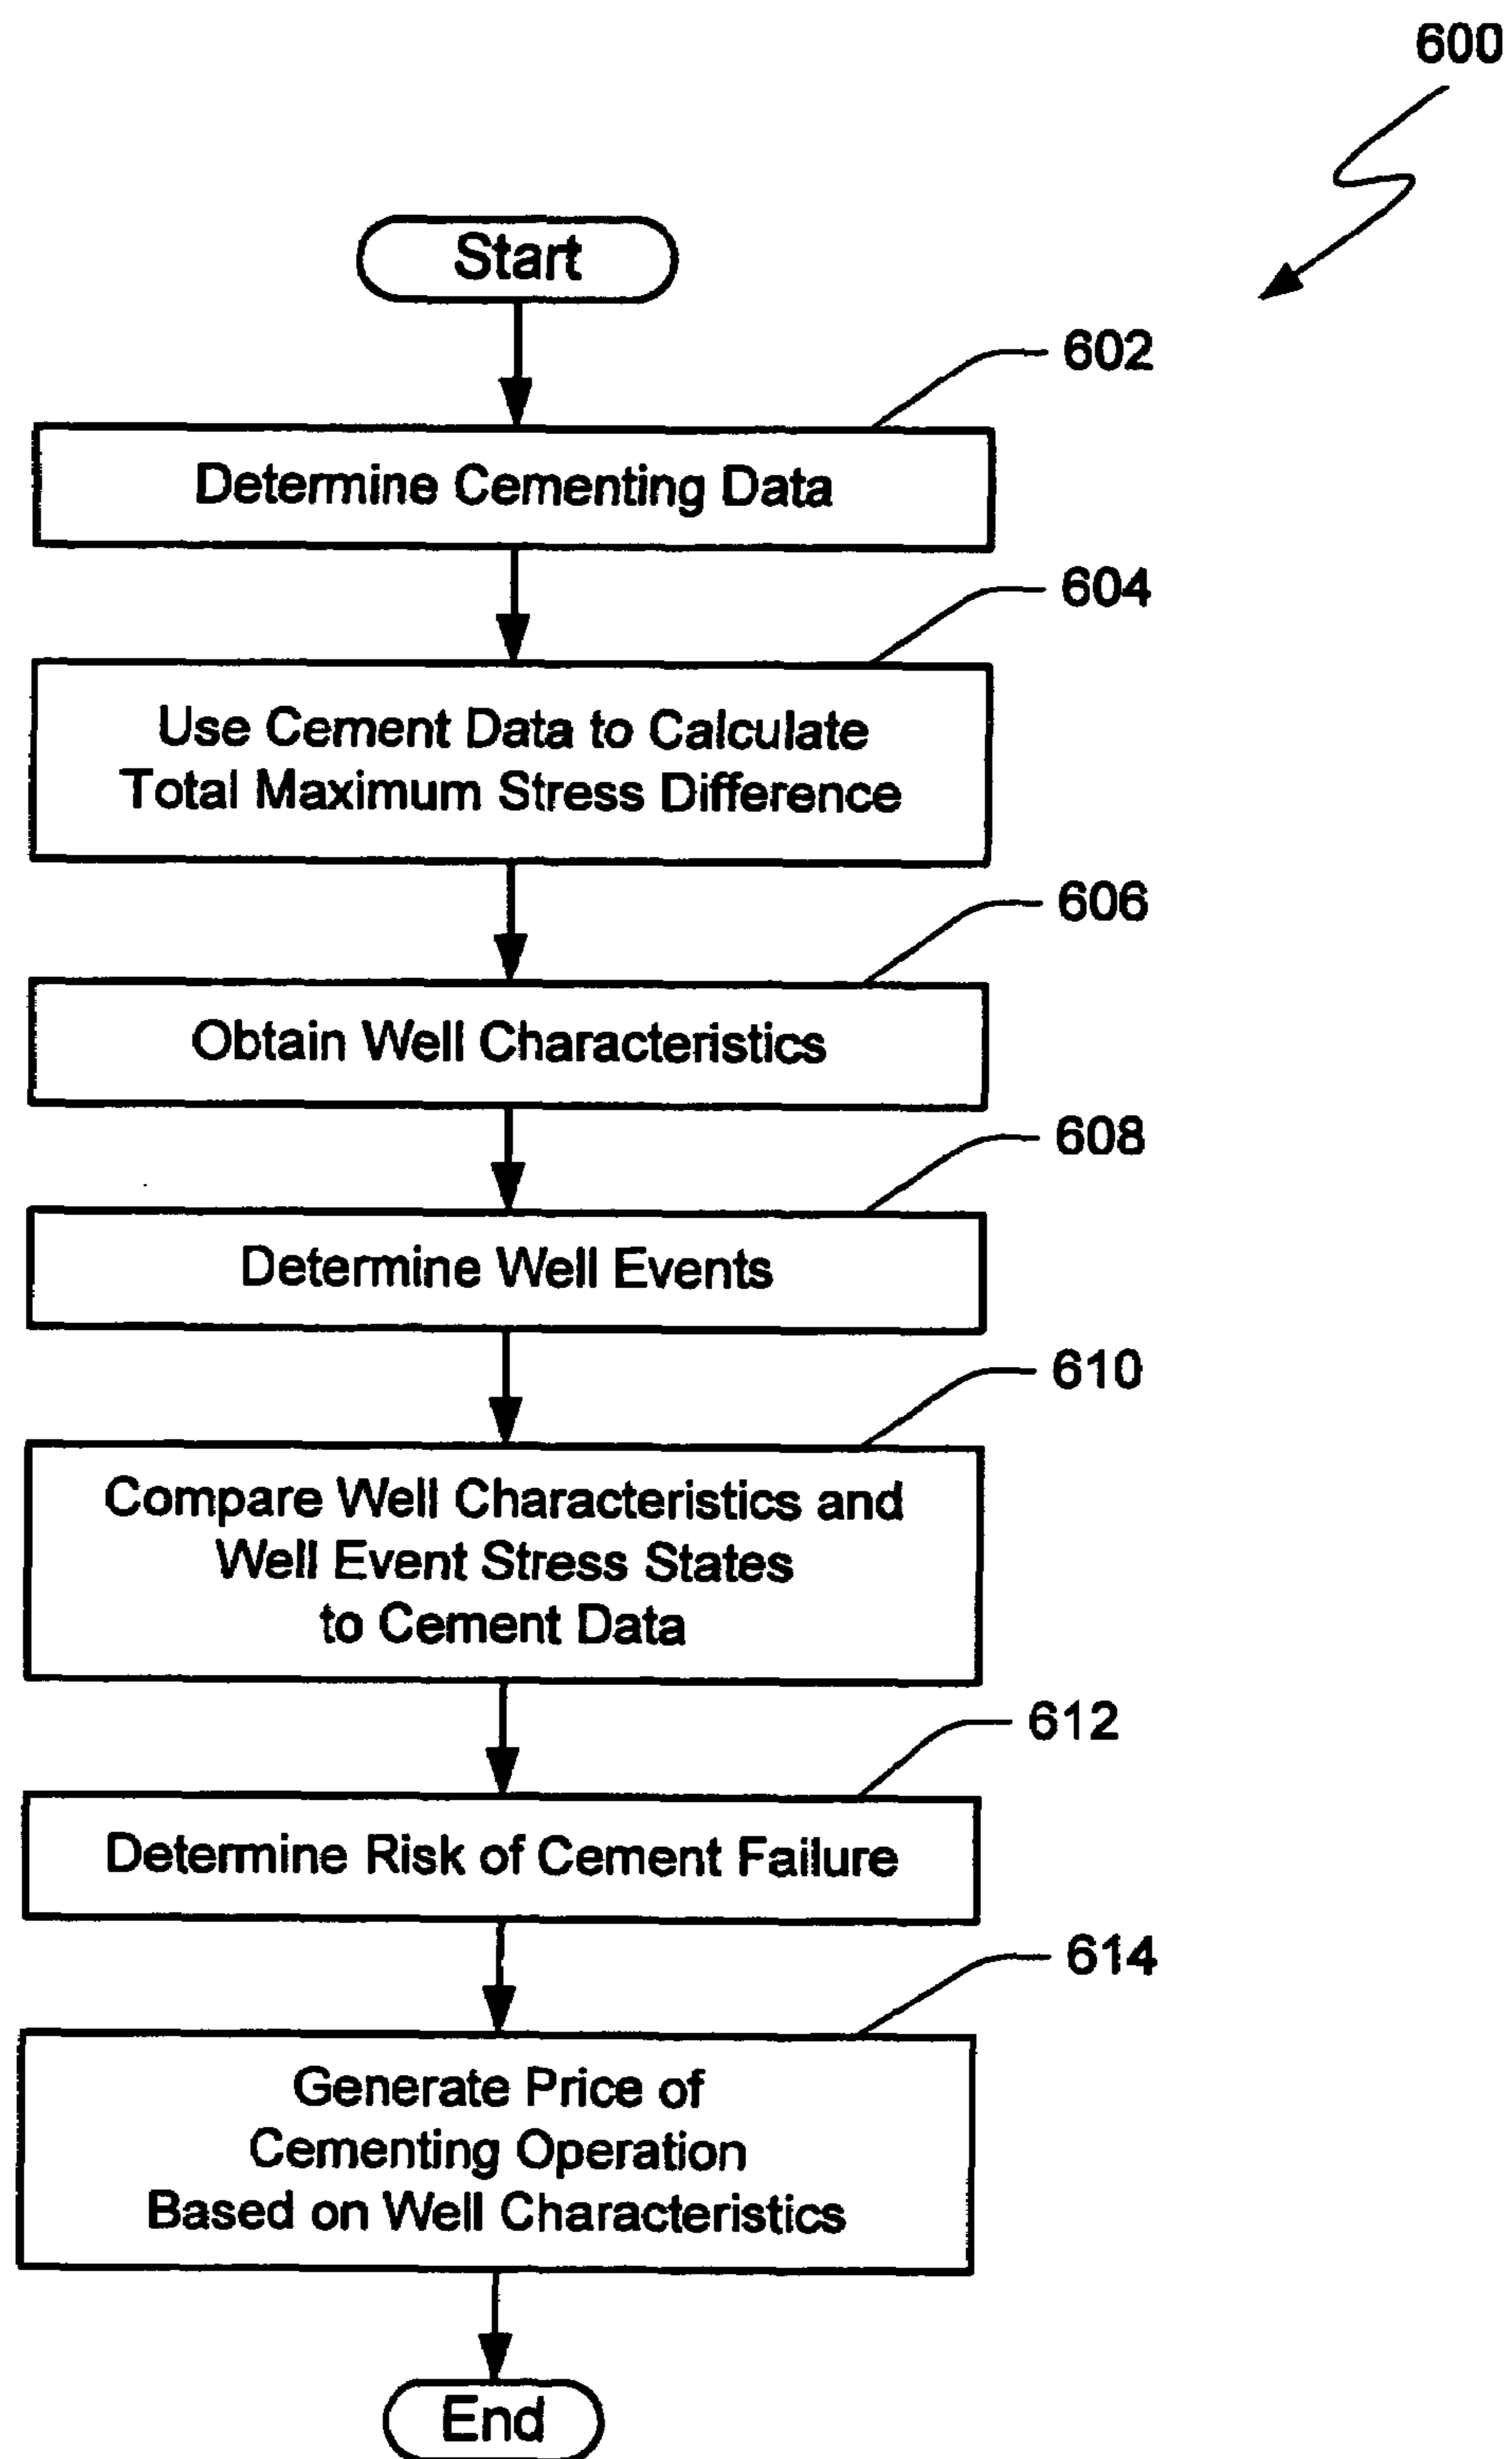 600
Start
602
Determine Cementing Data
604
Use Cement Data to Calculate
Total Maximum Stress Difference
606
Obtain Well Characteristics
608
Determine Well Events
610
Compare Well Characteristics and
Well Event Stress States
to Cement Data
612
Determine Risk of Cement Failure
614
Generate Price of
Cementing Operation
Based on Well Characteristics
End